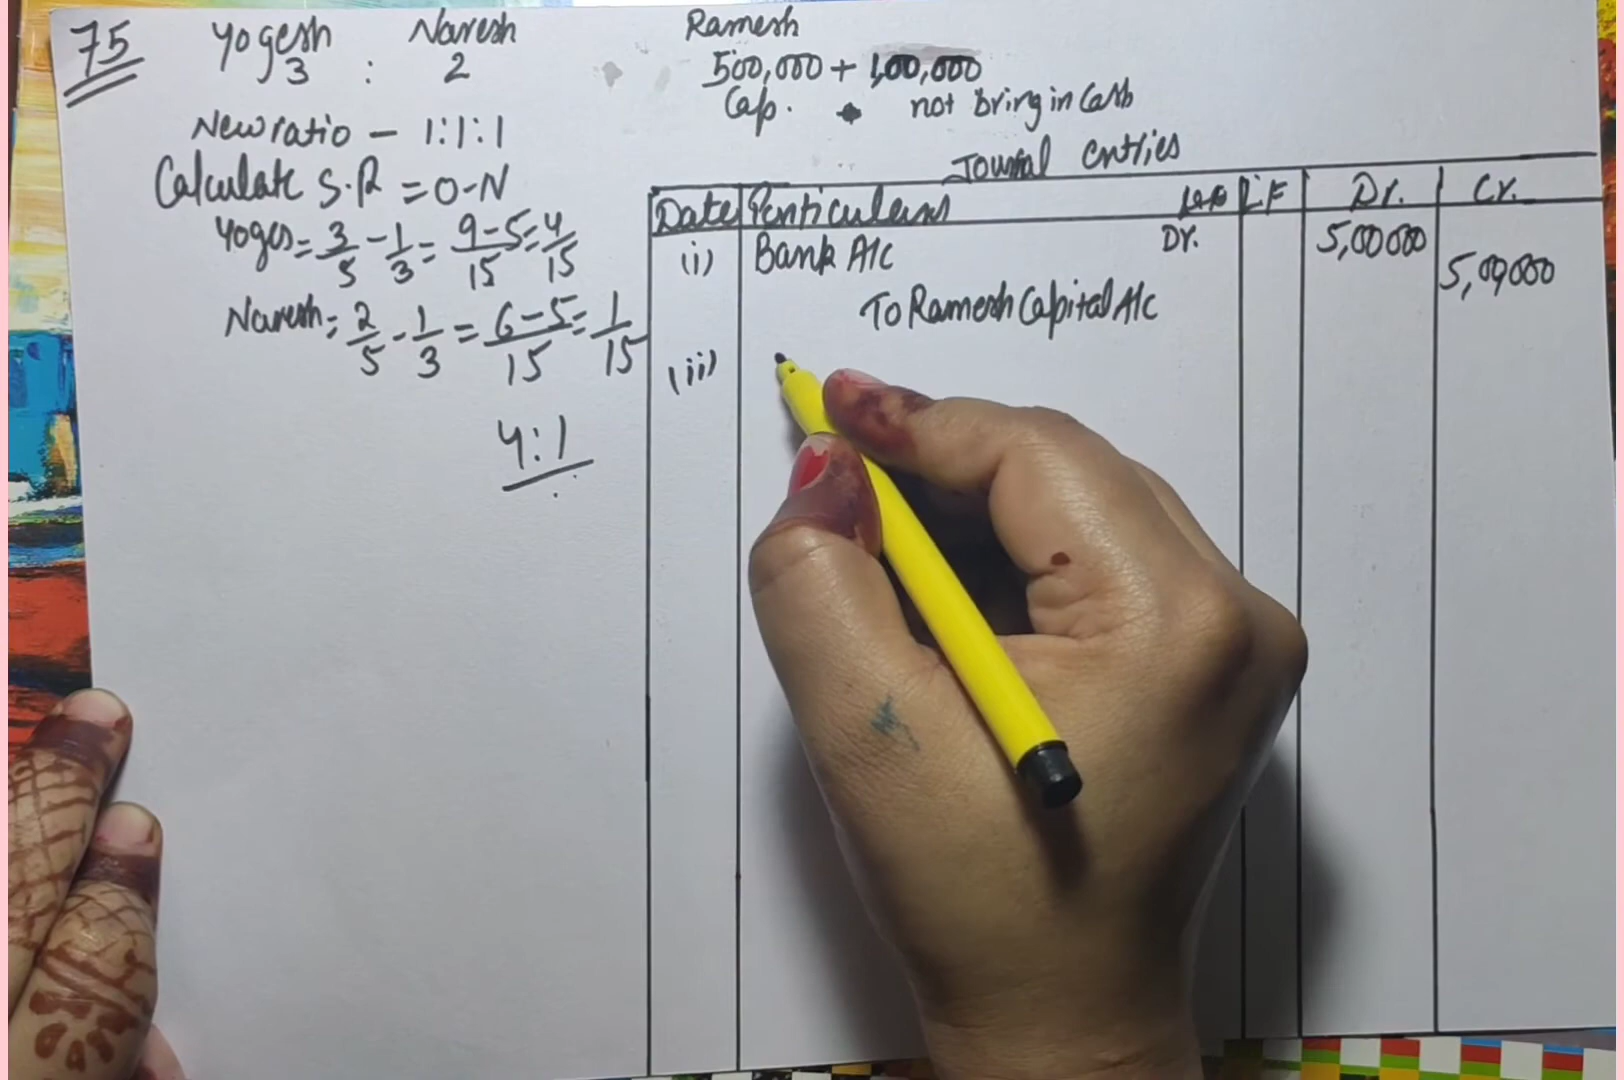 75
Yogesh : Naresh
3 : 2
Ramesh
500,000 + 1,00,000
Cap. not bring in Cash
New ratio - 1:1:1
Calculate S.R = O-N
Yoges = 3/5 - 1/3 = 9-5/15 = 4/15
Naresh = 2/5 - 1/3 = 6-5/15 = 1/15
4:1
Journal Entries
Date Particulars L.F Dr. Cr.
(i) Bank A/c Dr. 5,00000
To Ramesh Capital A/c 5,00000
(ii)